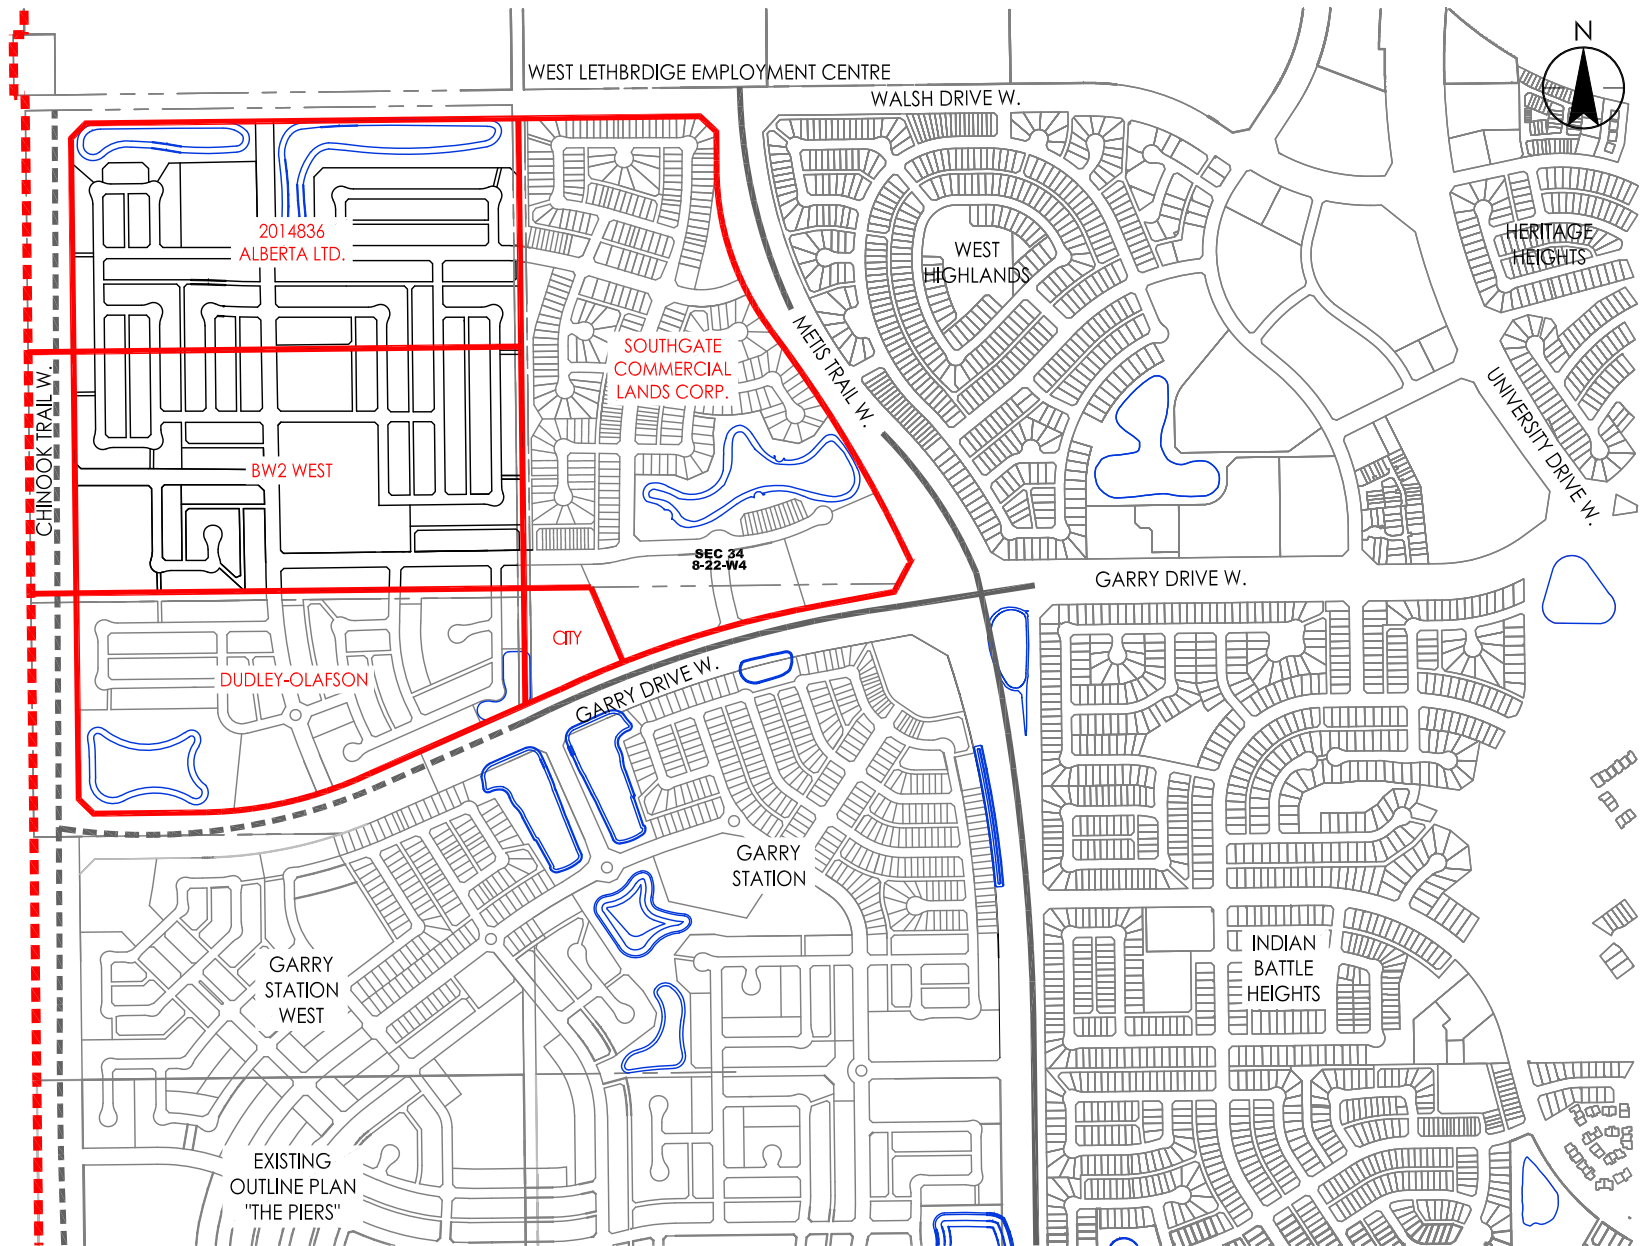 N
WEST LETHBRDIGE EMPLOYMENT CENTRE
WALSH DRIVE W.
2014836
ALBERTA LTD.
WEST
HIGHLANDS
HERITAGE
HEIGHTS
SOUTHGATE
COMMERCIAL
LANDS CORP.
METIS TRAIL W.
UNIVERSITY DRIVE W.
CHINOOK TRAIL W.
BW2 WEST
SEC 34
8-22-W4
GARRY DRIVE W.
CITY
DUDLEY-OLAFSON
GARRY DRIVE W.
GARRY
STATION
INDIAN
BATTLE
HEIGHTS
GARRY
STATION
WEST
EXISTING
OUTLINE PLAN
"THE PIERS"